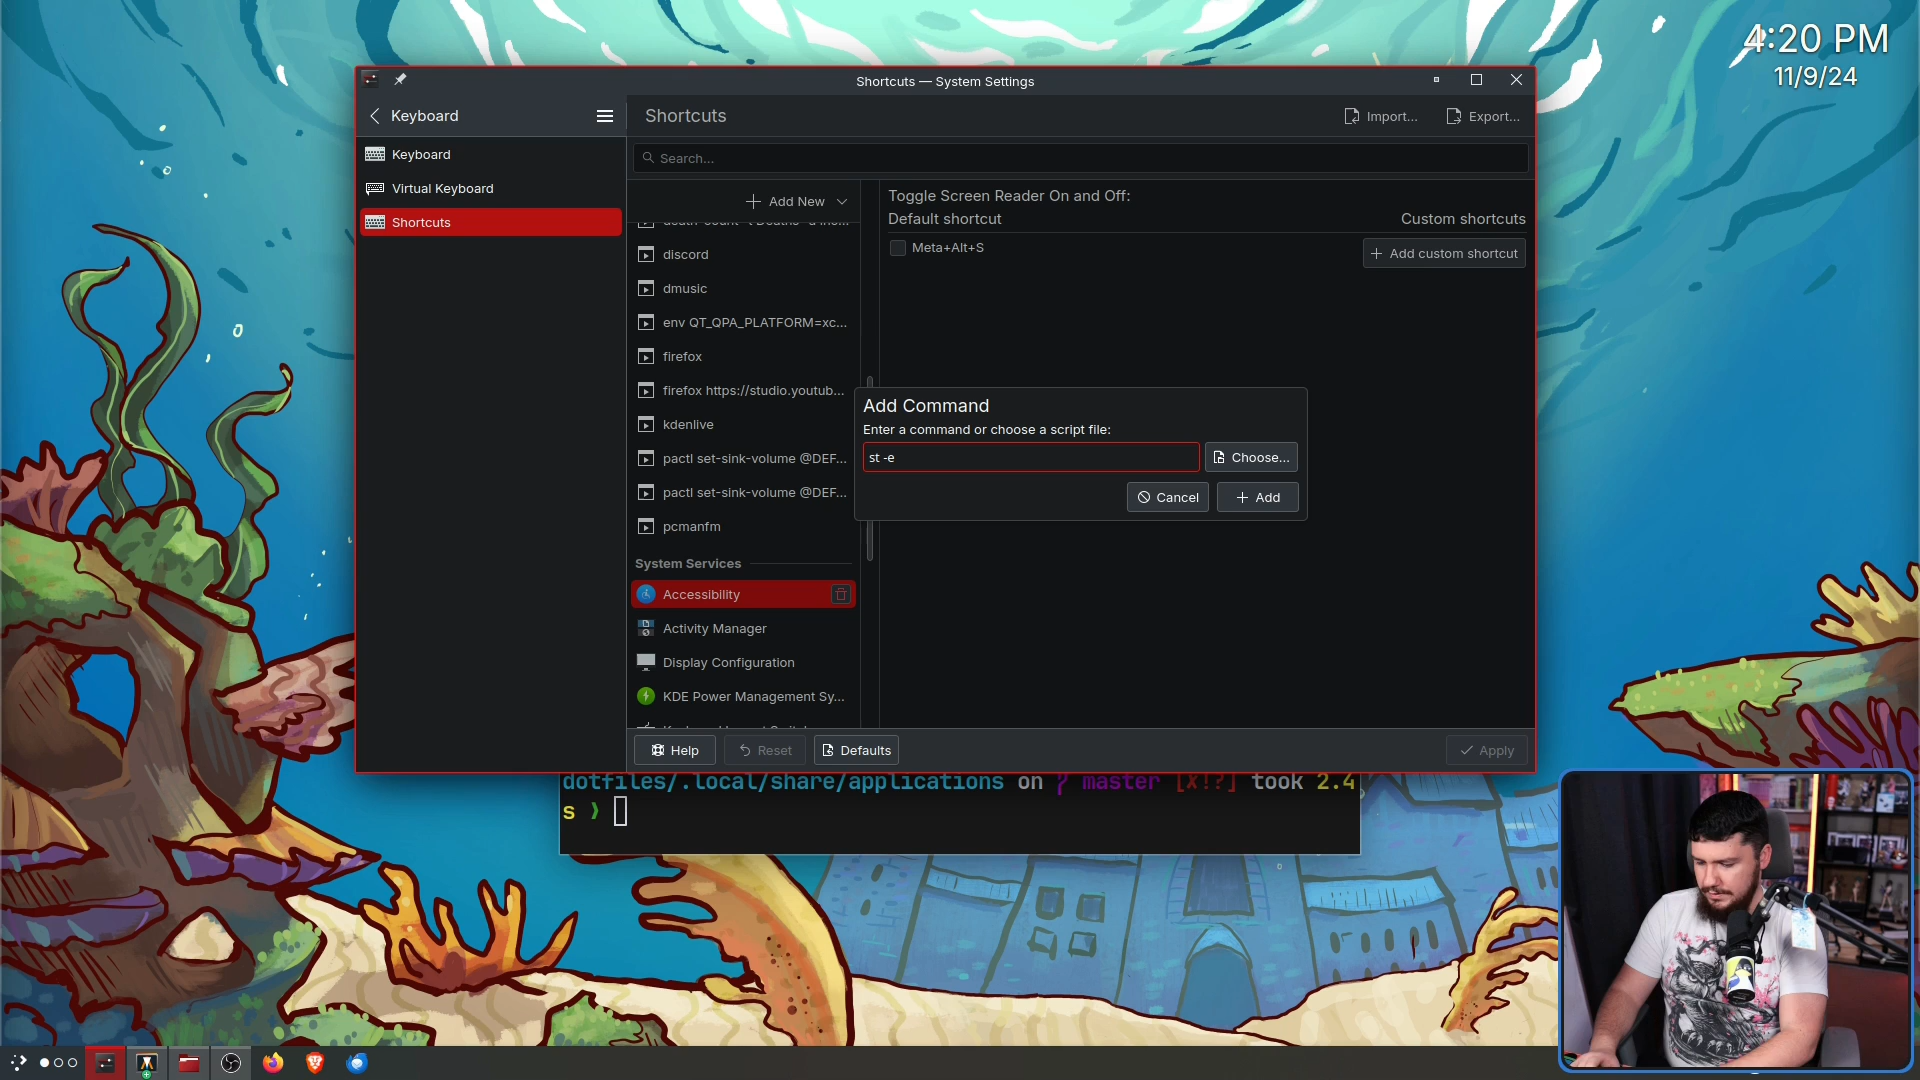 4:20 PM
11/9/24
Shortcuts — System Settings
Keyboard
Shortcuts
Import...
Export...
Keyboard
Virtual Keyboard
Shortcuts
Search...
Add New
Toggle Screen Reader On and Off:
Default shortcut
Custom shortcuts
Meta+Alt+S
Add custom shortcut
discord
dmusic
env QT_QPA_PLATFORM=xc...
firefox
firefox https://studio.youtub...
kdenlive
pactl set-sink-volume @DEF...
pactl set-sink-volume @DEF...
pcmanfm
Add Command
Enter a command or choose a script file:
st -e
Choose...
Cancel
Add
System Services
Accessibility
Activity Manager
Display Configuration
KDE Power Management Sy...
Help
Reset
Defaults
Apply
dotfiles/.local/share/applications on master [✘!?] took 2.4
s ❯